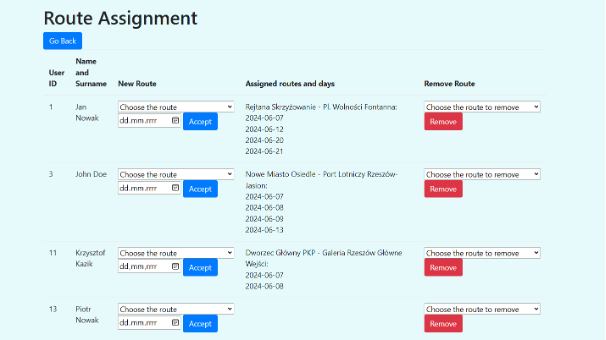 Route Assignment
Go Back
User ID
Name and Surname
New Route
Assigned routes and days
Remove Route
1
Jan Nowak
Choose the route
dd.mm.rrrr
Accept
Rejtana Skrzyżowanie - Pl. Wolności Fontanna:
2024-06-07
2024-06-12
2024-06-20
2024-06-21
Choose the route to remove
Remove
3
John Doe
Choose the route
dd.mm.rrrr
Accept
Nowe Miasto Osiedle - Port Lotniczy Rzeszów-
Jasion:
2024-06-07
2024-06-08
2024-06-09
2024-06-13
Choose the route to remove
Remove
11
Krzysztof
Kazik
Choose the route
dd.mm.rrrr
Accept
Dworzec Główny PKP - Galeria Rzeszów Główne
Wejści:
2024-06-07
2024-06-08
Choose the route to remove
Remove
13
Piotr
Nowak
Choose the route
dd.mm.rrrr
Accept
Choose the route to remove
Remove